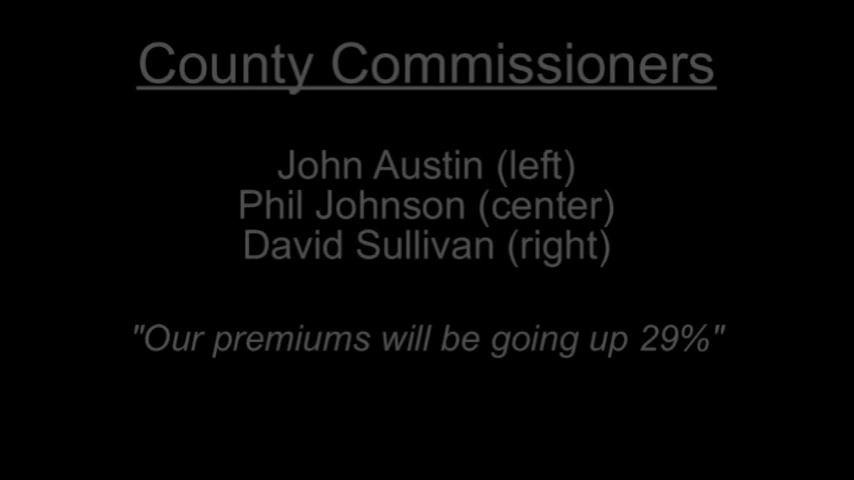 County Commissioners
John Austin (left)
Phil Johnson (center)
David Sullivan (right)
"Our premiums will be going up 29%"